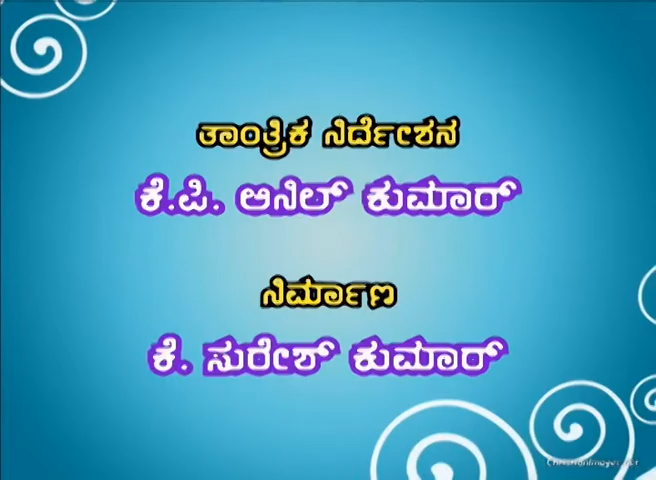 ತಾಂತ್ರಿಕ ನಿರ್ದೇಶನ
ಕೆ.ಪಿ. ಅನಿಲ್ ಕುಮಾರ್
ನಿರ್ಮಾಣ
ಕೆ. ಸುರೇಶ್ ಕುಮಾರ್